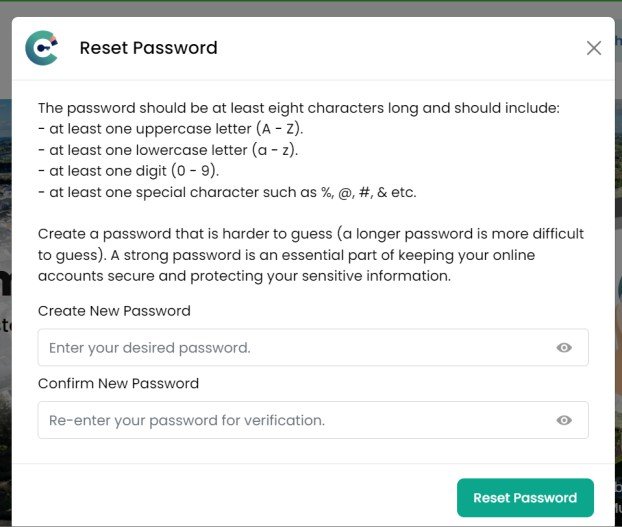 Reset Password
The password should be at least eight characters long and should include:
- at least one uppercase letter (A - Z).
- at least one lowercase letter (a - z).
- at least one digit (0 - 9).
- at least one special character such as %, @, #, & etc.
Create a password that is harder to guess (a longer password is more difficult
to guess). A strong password is an essential part of keeping your online
accounts secure and protecting your sensitive information.
Create New Password
Enter your desired password.
Confirm New Password
Re-enter your password for verification.
Reset Password